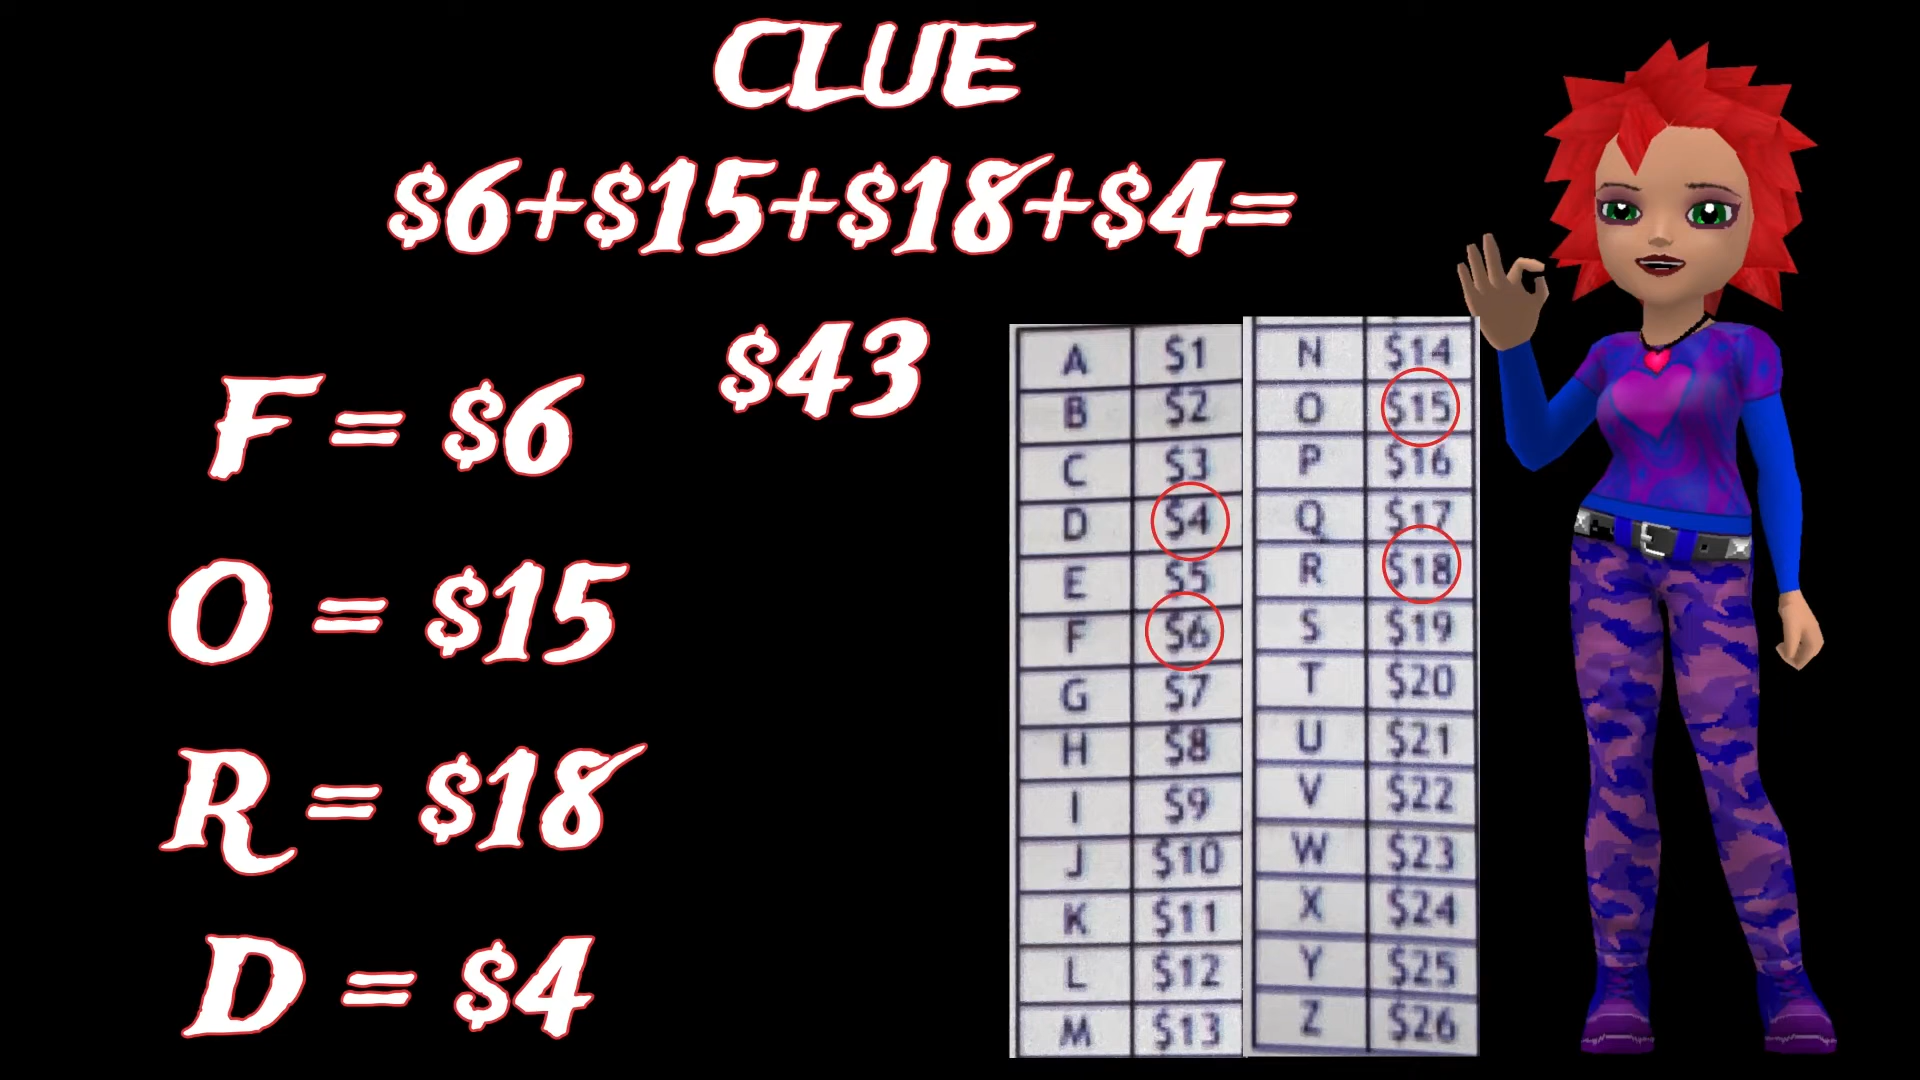 CLUE
$6+$15+$18+$4=
$43
F = $6
O = $15
R = $18
D = $4
A $1
B $2
C $3
D $4
E $5
F $6
G $7
H $8
I $9
J $10
K $11
L $12
M $13
N $14
O $15
P $16
Q $17
R $18
S $19
T $20
U $21
V $22
W $23
X $24
Y $25
Z $26